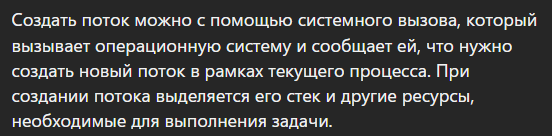 Создать поток можно с помощью системного вызова, который
вызывает операционную систему и сообщает ей, что нужно
создать новый поток в рамках текущего процесса. При
создании потока выделяется его стек и другие ресурсы,
необходимые для выполнения задачи.